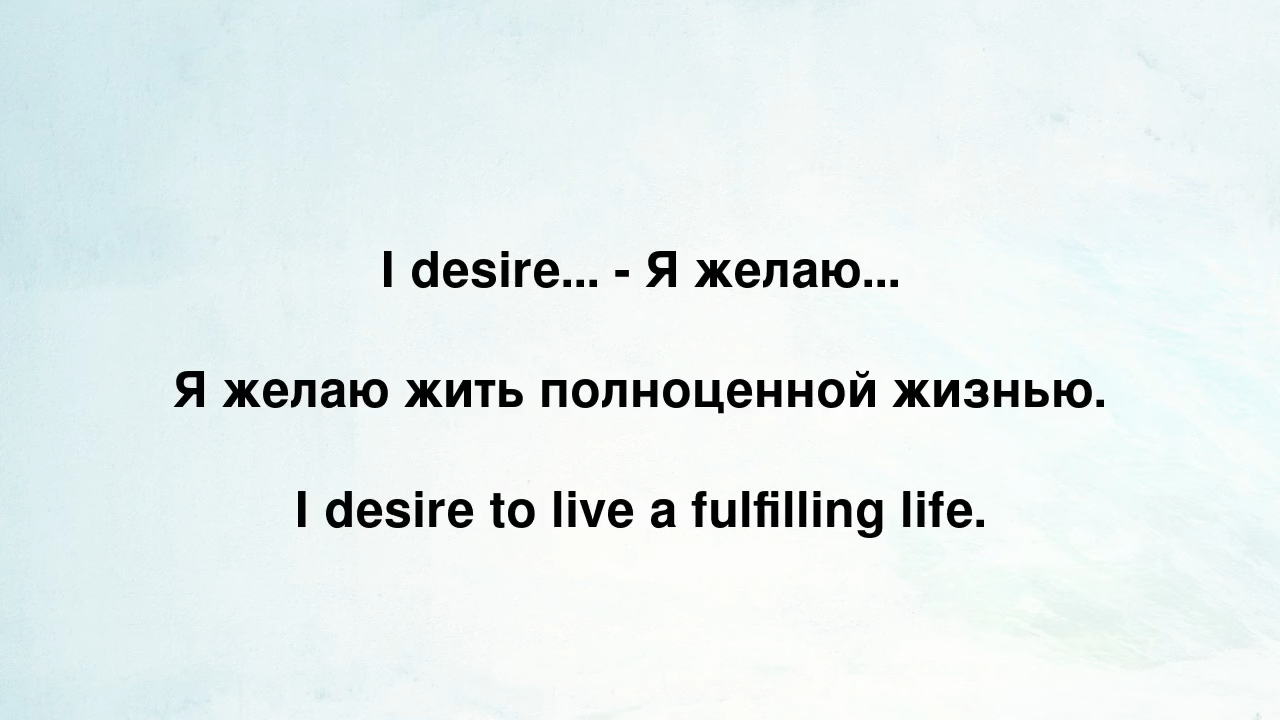 I desire... - Я желаю...
Я желаю жить полноценной жизнью.
I desire to live a fulfilling life.